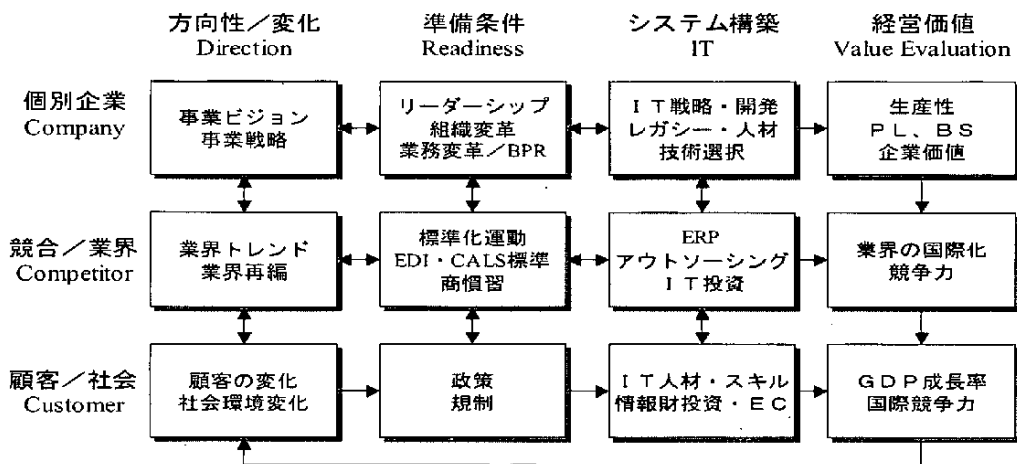 方向性／変化
Direction
準備条件
Readiness
システム構築
IT
経営価値
Value Evaluation
個別企業
Company
事業ビジョン
事業戦略
リーダーシップ
組織変革
業務変革／BPR
ＩＴ戦略・開発
レガシー・人材
技術選択
生産性
ＰＬ、ＢＳ
企業価値
競合／業界
Competitor
業界トレンド
業界再編
標準化運動
EDI・CALS標準
商慣習
ERP
アウトソーシング
ＩＴ投資
業界の国際化
競争力
顧客／社会
Customer
顧客の変化
社会環境変化
政策
規制
ＩＴ人材・スキル
情報財投資・ＥＣ
ＧＤＰ成長率
国際競争力